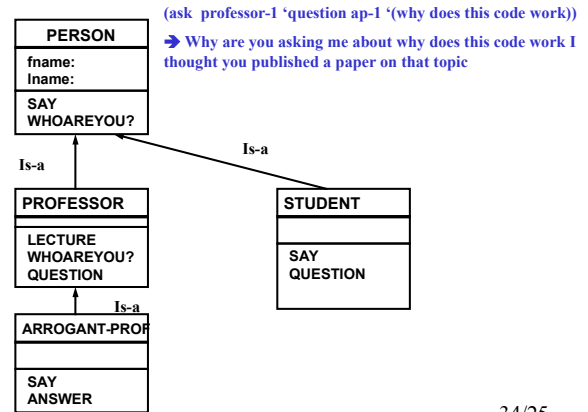 (ask professor-1 ‘question ap-1 ‘(why does this code work))
➔ Why are you asking me about why does this code work I
thought you published a paper on that topic
PERSON
fname:
lname:
SAY
WHOAREYOU?
Is-a
Is-a
PROFESSOR
LECTURE
WHOAREYOU?
QUESTION
STUDENT
SAY
QUESTION
Is-a
ARROGANT-PROF
SAY
ANSWER
34/25